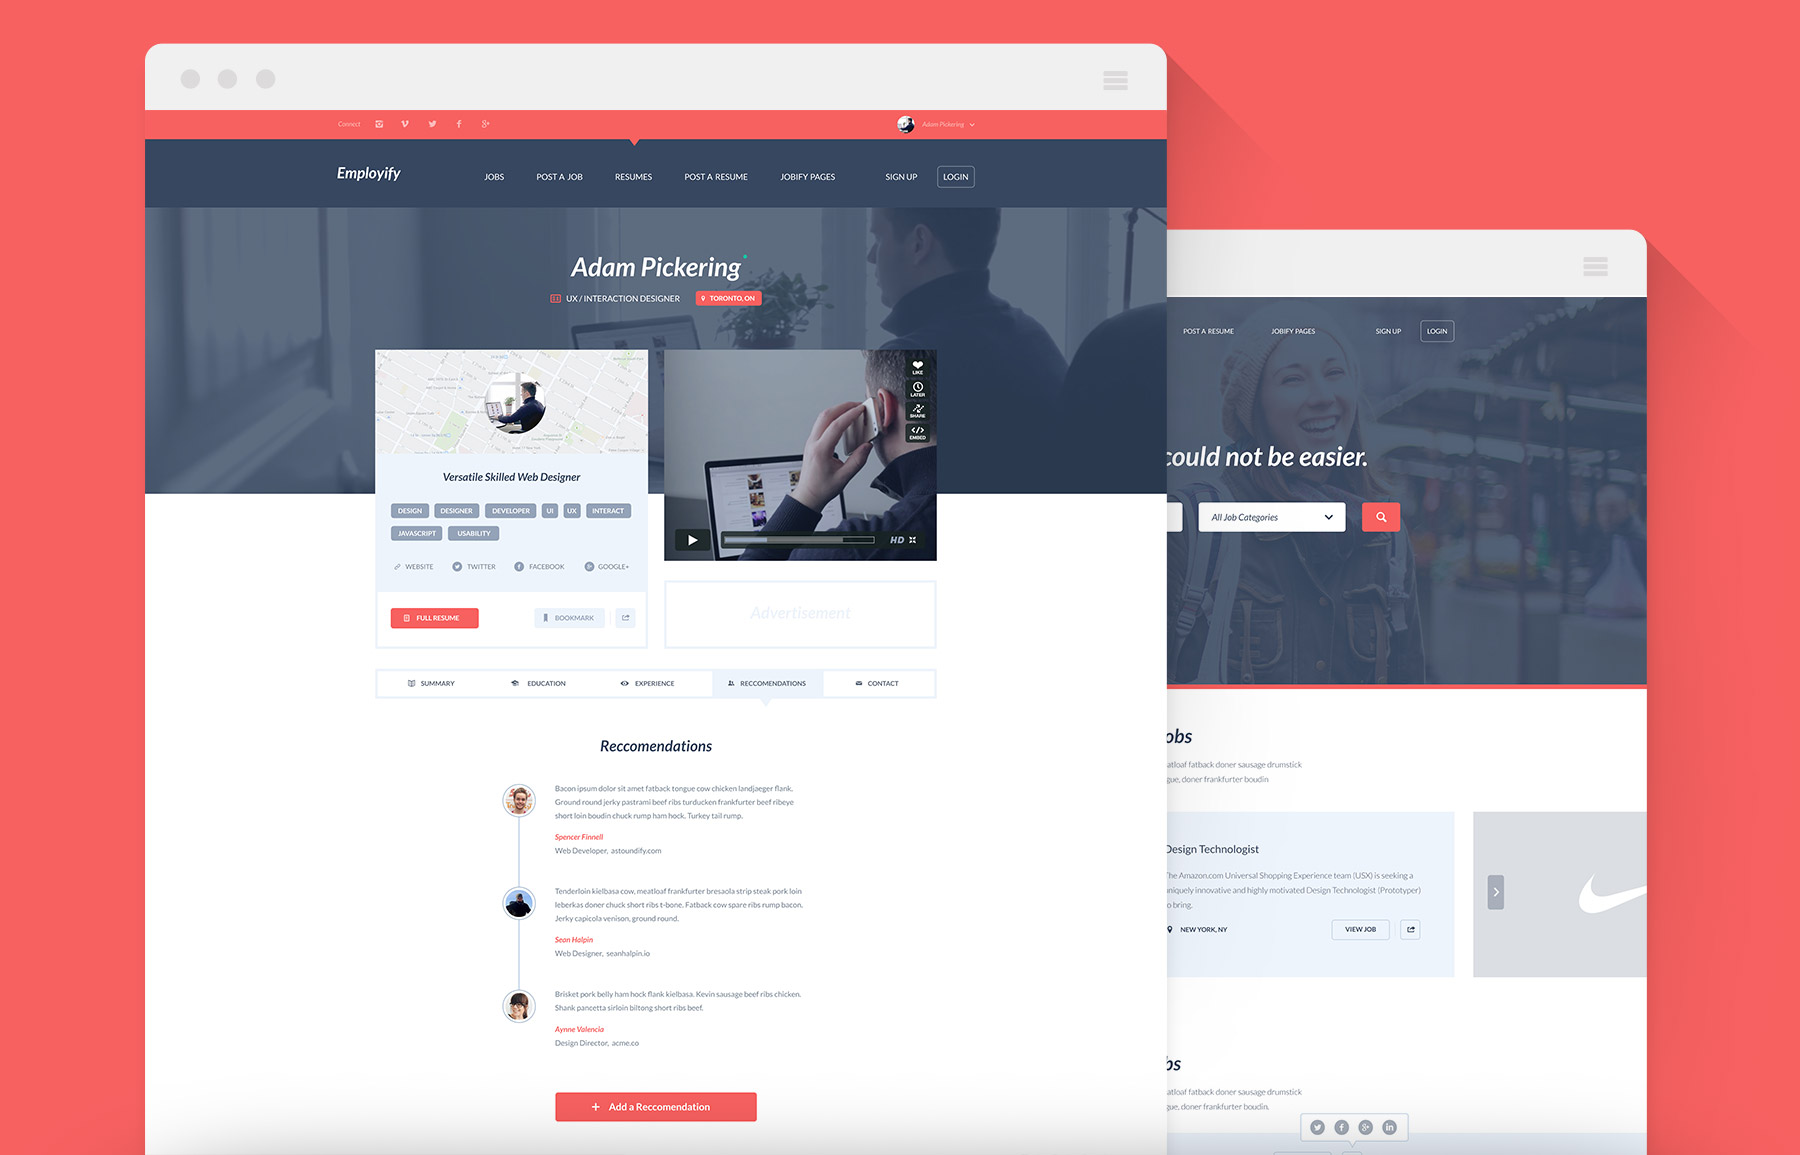 Connect
Adam Pickering
Employify
JOBS POST A JOB RESUMES POST A RESUME JOBIFY PAGES SIGN UP LOGIN
Adam Pickering
UX / INTERACTION DESIGNER TORONTO, ON
LIKE
LATER
SHARE
EMBED
HD
Versatile Skilled Web Designer
DESIGN DESIGNER DEVELOPER UI UX INTERACT
JAVASCRIPT USABILITY
WEBSITE TWITTER FACEBOOK GOOGLE+
FULL RESUME BOOKMARK
Advertisement
SUMMARY EDUCATION EXPERIENCE RECCOMENDATIONS CONTACT
Reccomendations
Bacon ipsum dolor sit amet fatback tongue cow chicken landjaeger flank.
Ground round jerky pastrami beef ribs turducken frankfurter beef ribeye
short loin boudin chuck rump ham hock. Turkey tail rump.
Spencer Finnell
Web Developer, astoundify.com
Tenderloin kielbasa cow, meatloaf frankfurter bresaola strip steak pork loin
leberkas doner chuck short ribs t-bone. Fatback cow spare ribs rump bacon.
Jerky capicola venison, ground round.
Sean Halpin
Web Designer, seanhalpin.io
Brisket pork belly ham hock flank kielbasa. Kevin sausage beef ribs chicken.
Shank pancetta sirloin biltong short ribs beef.
Aynne Valencia
Design Director, acme.co
+ Add a Reccomendation
POST A RESUME JOBIFY PAGES SIGN UP LOGIN
could not be easier.
All Job Categories
obs
atloaf fatback doner sausage drumstick
gue, doner frankfurter boudin
Design Technologist
The Amazon.com Universal Shopping Experience team (USX) is seeking a
uniquely innovative and highly motivated Design Technologist (Prototyper)
to bring.
NEW YORK, NY VIEW JOB
bs
atloaf fatback doner sausage drumstick
gue, doner frankfurter boudin.